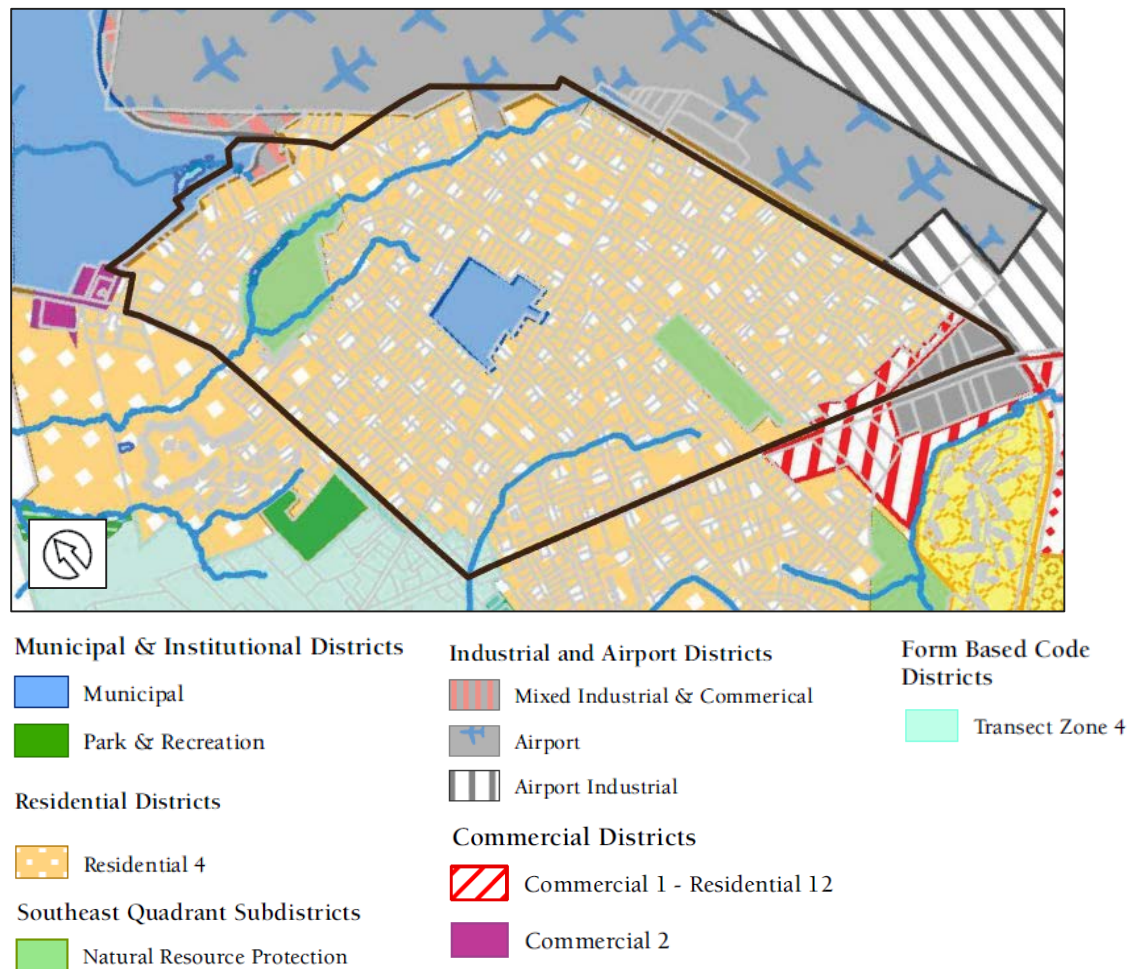 Municipal & Institutional Districts
Municipal
Park & Recreation
Residential Districts
Residential 4
Southeast Quadrant Subdistricts
Natural Resource Protection
Industrial and Airport Districts
Mixed Industrial & Commerical
Airport
Airport Industrial
Commercial Districts
Commercial 1 - Residential 12
Commercial 2
Form Based Code
Districts
Transect Zone 4